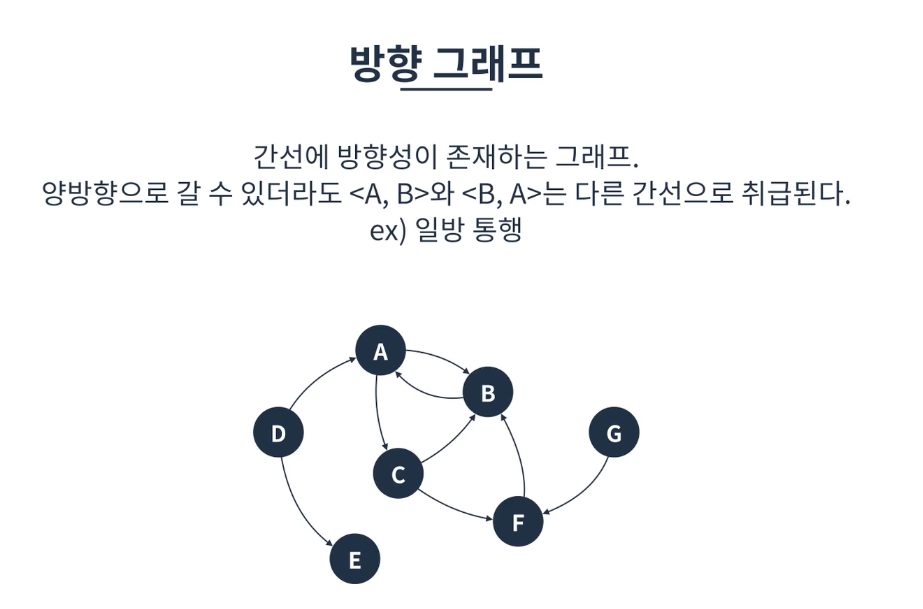 방향 그래프
간선에 방향성이 존재하는 그래프.
양방향으로 갈 수 있더라도 <A, B>와 <B, A>는 다른 간선으로 취급된다.
ex) 일방 통행
A
B
D
G
C
F
E